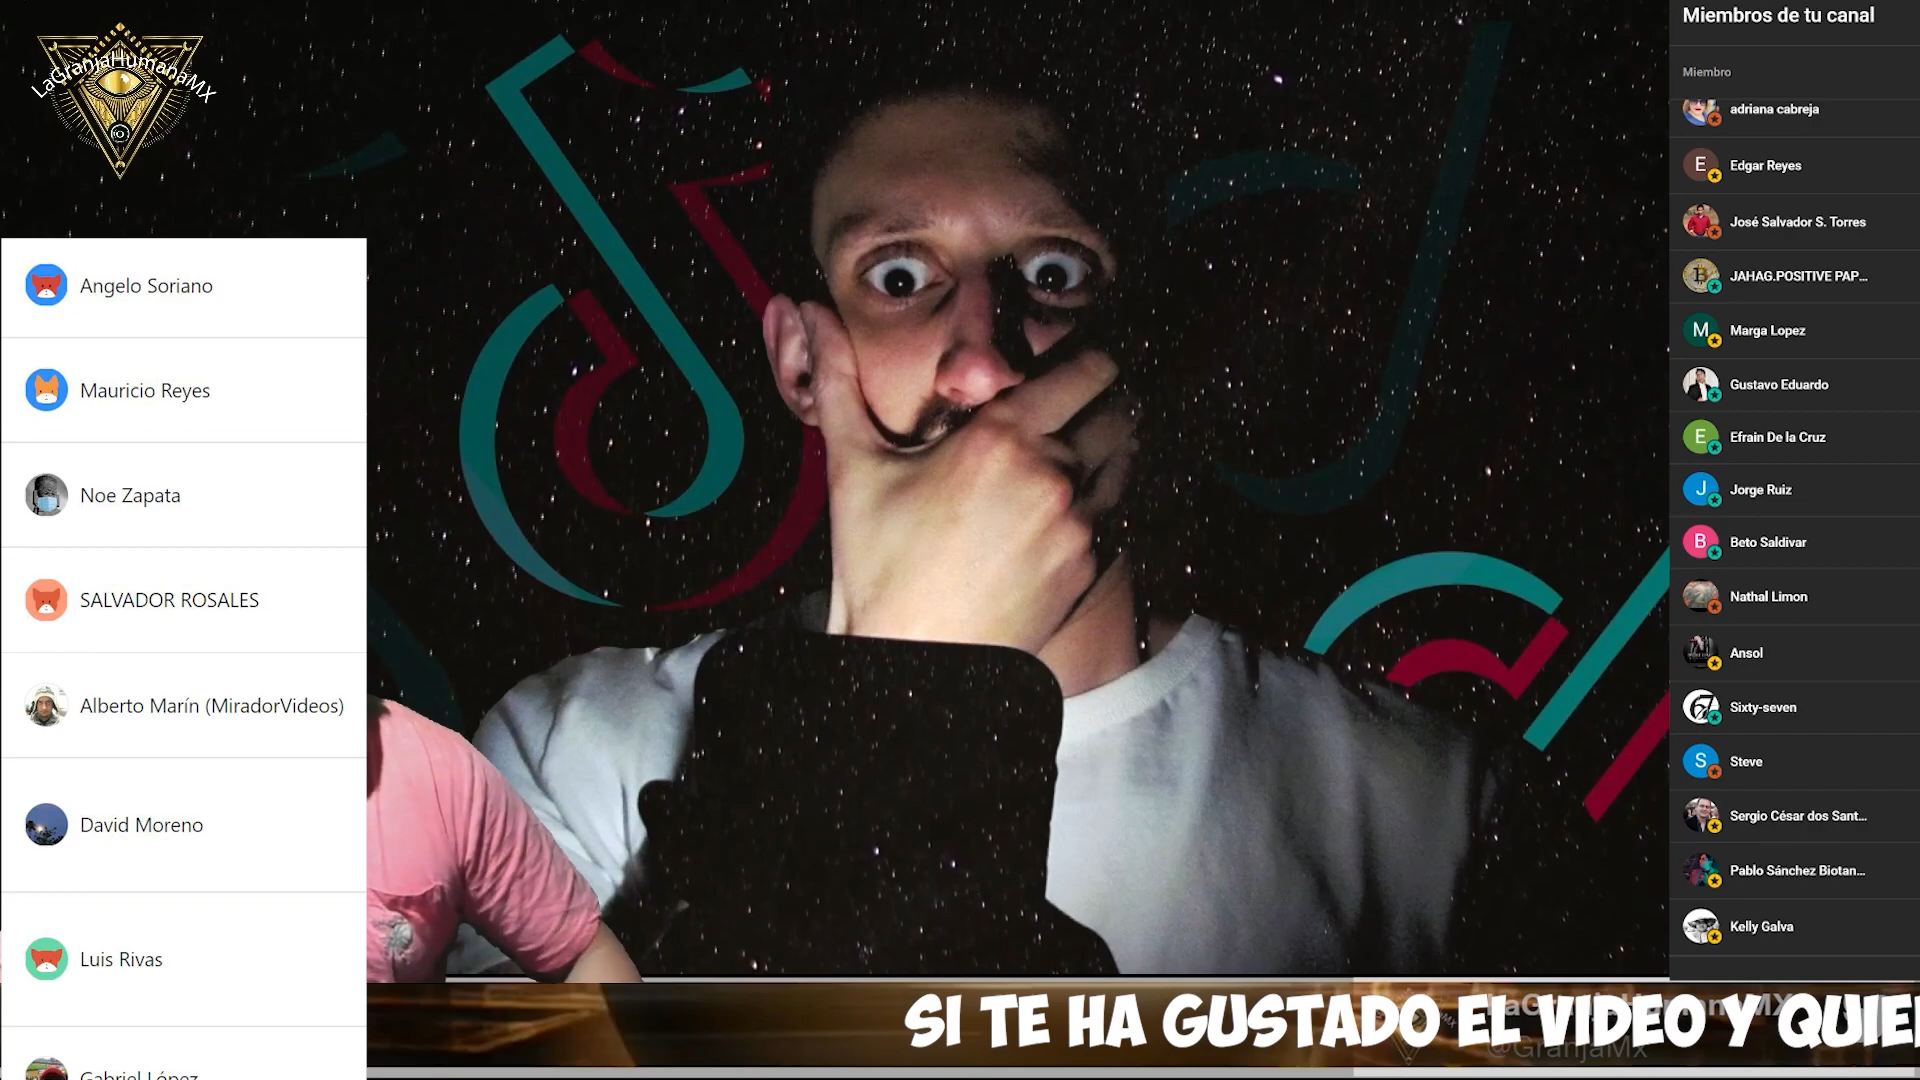 LaGranjaHumanaMX
Angelo Soriano
Mauricio Reyes
Noe Zapata
SALVADOR ROSALES
Alberto Marín (MiradorVideos)
David Moreno
Luis Rivas
Gabriel López
Miembros de tu canal
Miembro
adriana cabreja
Edgar Reyes
José Salvador S. Torres
JAHAG.POSITIVE PAP...
Marga Lopez
Gustavo Eduardo
Efrain De la Cruz
Jorge Ruiz
Beto Saldivar
Nathal Limon
Ansol
Sixty-seven
Steve
Sergio César dos Sant...
Pablo Sánchez Biotan...
Kelly Galva
SI TE HA GUSTADO EL VIDEO Y QUIE
@GranjaMx